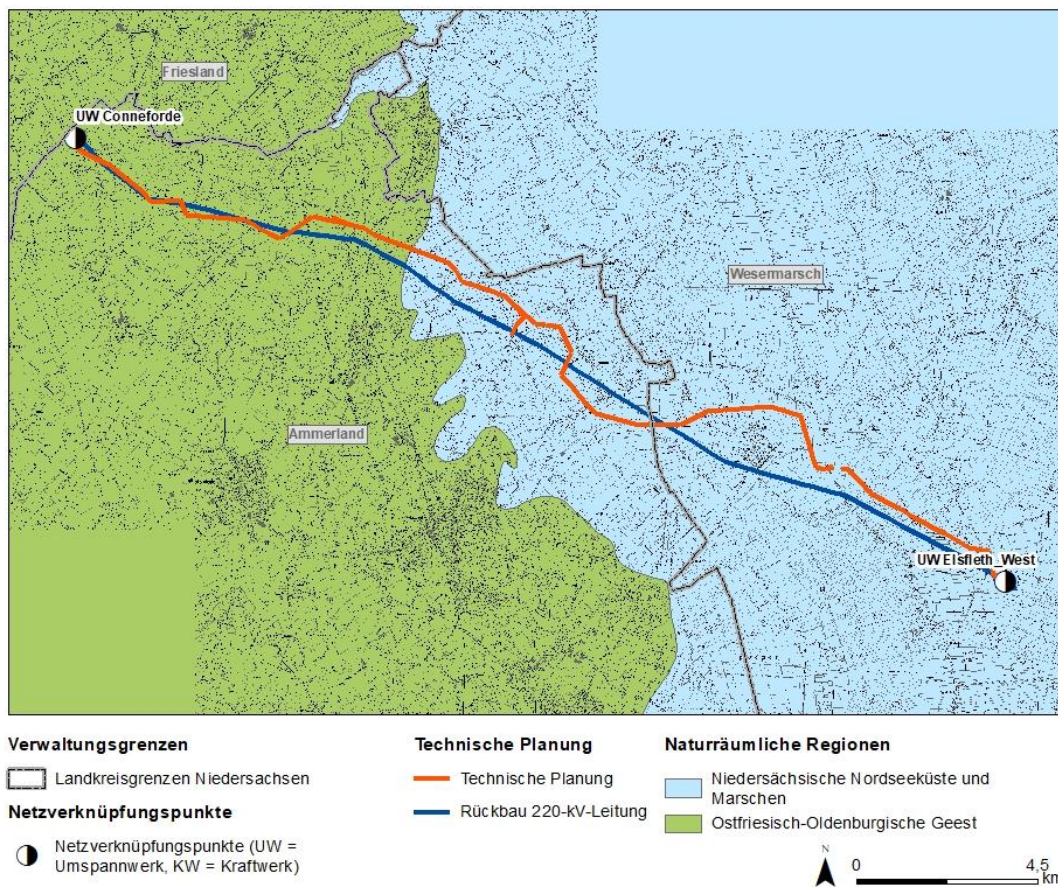 Friesland
UW Conneforde
Wesermarsch
Ammerland
UW Elsfleth_West
Verwaltungsgrenzen
Landkreisgrenzen Niedersachsen
Netzverknüpfungspunkte
Netzverknüpfungspunkte (UW =
Umspannwerk, KW = Kraftwerk)
Technische Planung
Technische Planung
Rückbau 220-kV-Leitung
Naturräumliche Regionen
Niedersächsische Nordseeküste und
Marschen
Ostfriesisch-Oldenburgische Geest
N
0 4,5
km